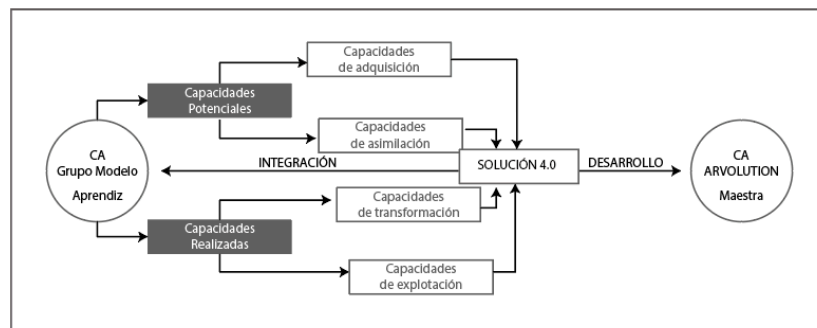 Capacidades
de adquisición
Capacidades
Potenciales
Capacidades
de asimilación
CA
Grupo Modelo
Aprendiz
INTEGRACIÓN
SOLUCIÓN 4.0
DESARROLLO
CA
ARVOLUTION
Maestra
Capacidades
de transformación
Capacidades
Realizadas
Capacidades
de explotación